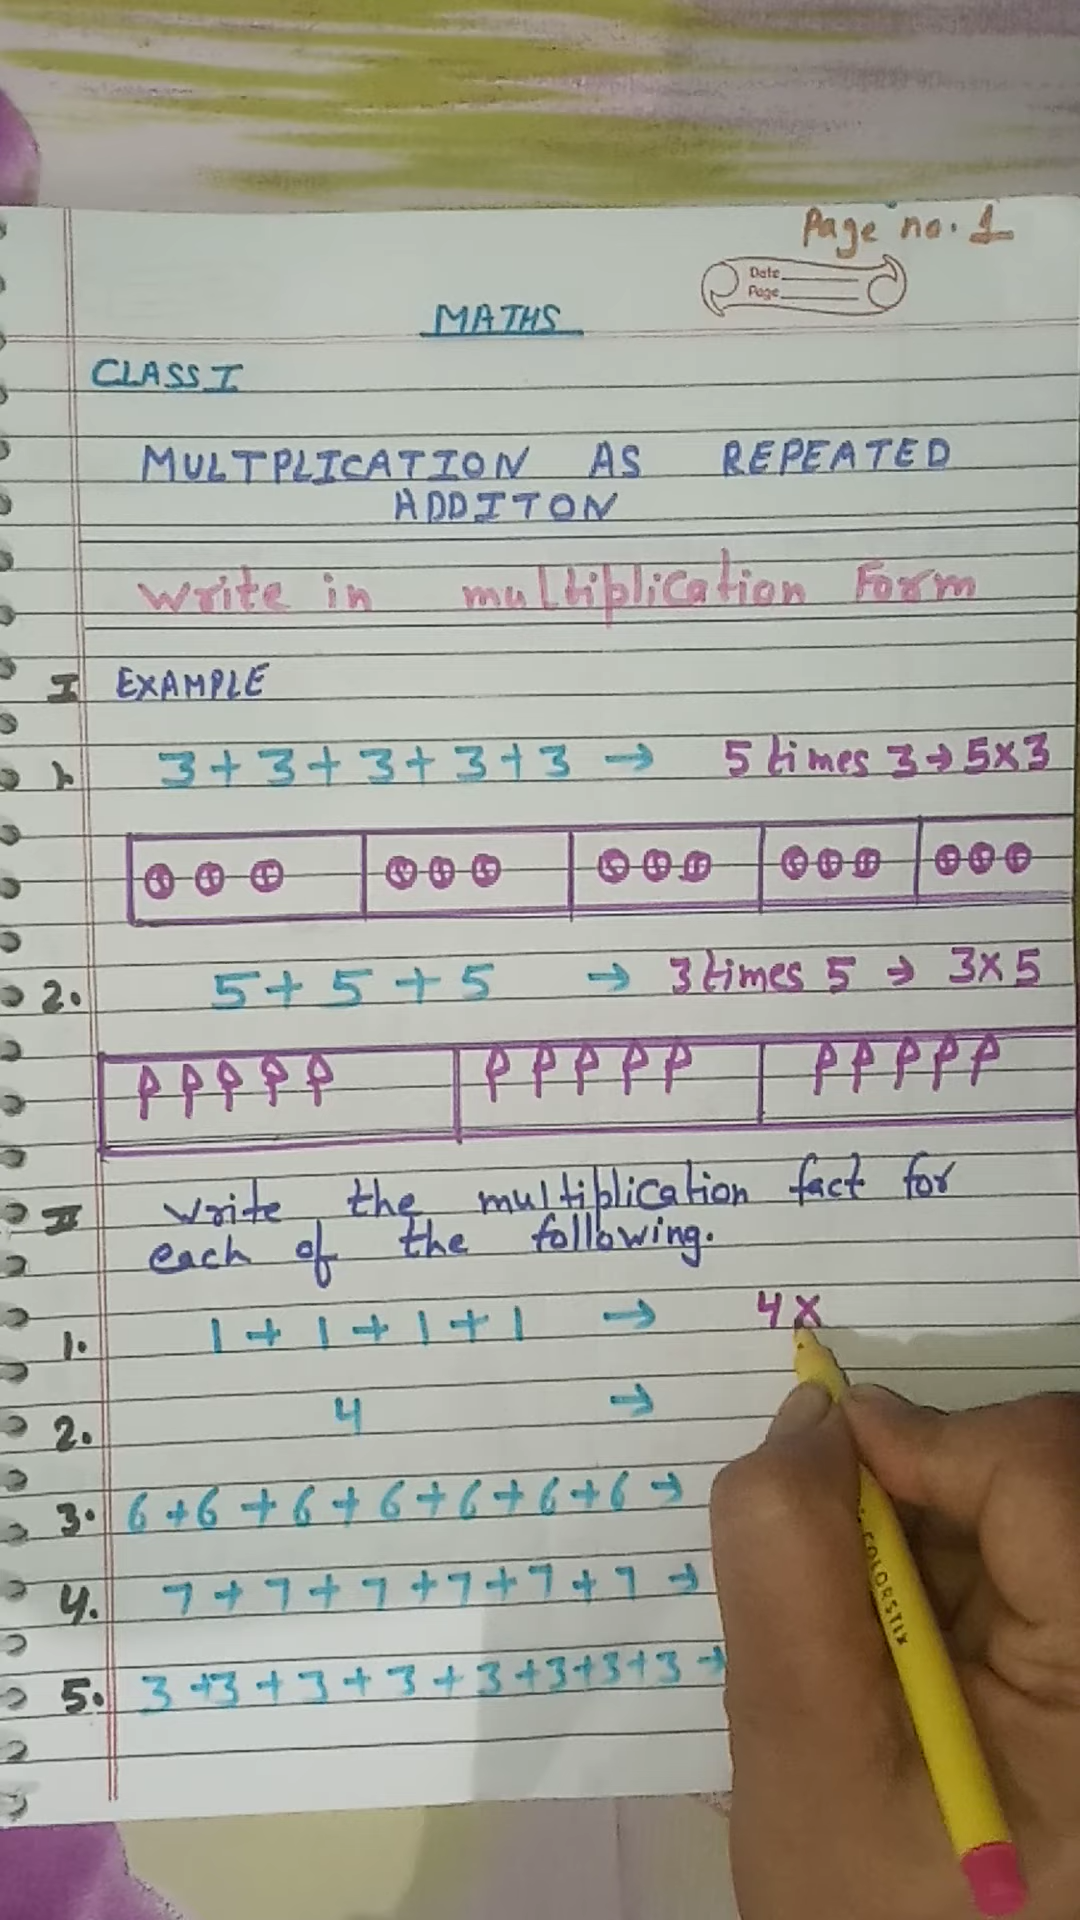 Page no. 1
Date
Page
MATHS
CLASS I
MULTPLICATION AS REPEATED
ADDITON
Write in multiplication Form
I EXAMPLE
1. 3+3+3+3+3 → 5 times 3 → 5×3
2. 5+5+5 → 3 times 5 → 3×5
II write the multiplication fact for
each of the following.
1. 1+1+1+1 → 4×
2. 4 →
3. 6+6+6+6+6+6+6 →
4. 7+7+7+7+7+7 →
5. 3+3+3+3+3+3+3+3 →
COLORSTIX